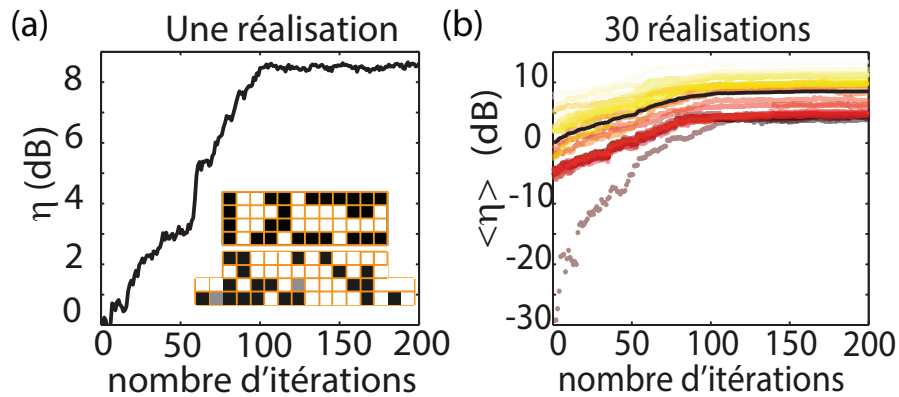 (a)
Une réalisation
8
6
4
2
0
η (dB)
0
50
100
150
200
nombre d'itérations
(b)
30 réalisations
10
0
-10
-20
-30
<η> (dB)
0
50
100
150
200
nombre d'itérations